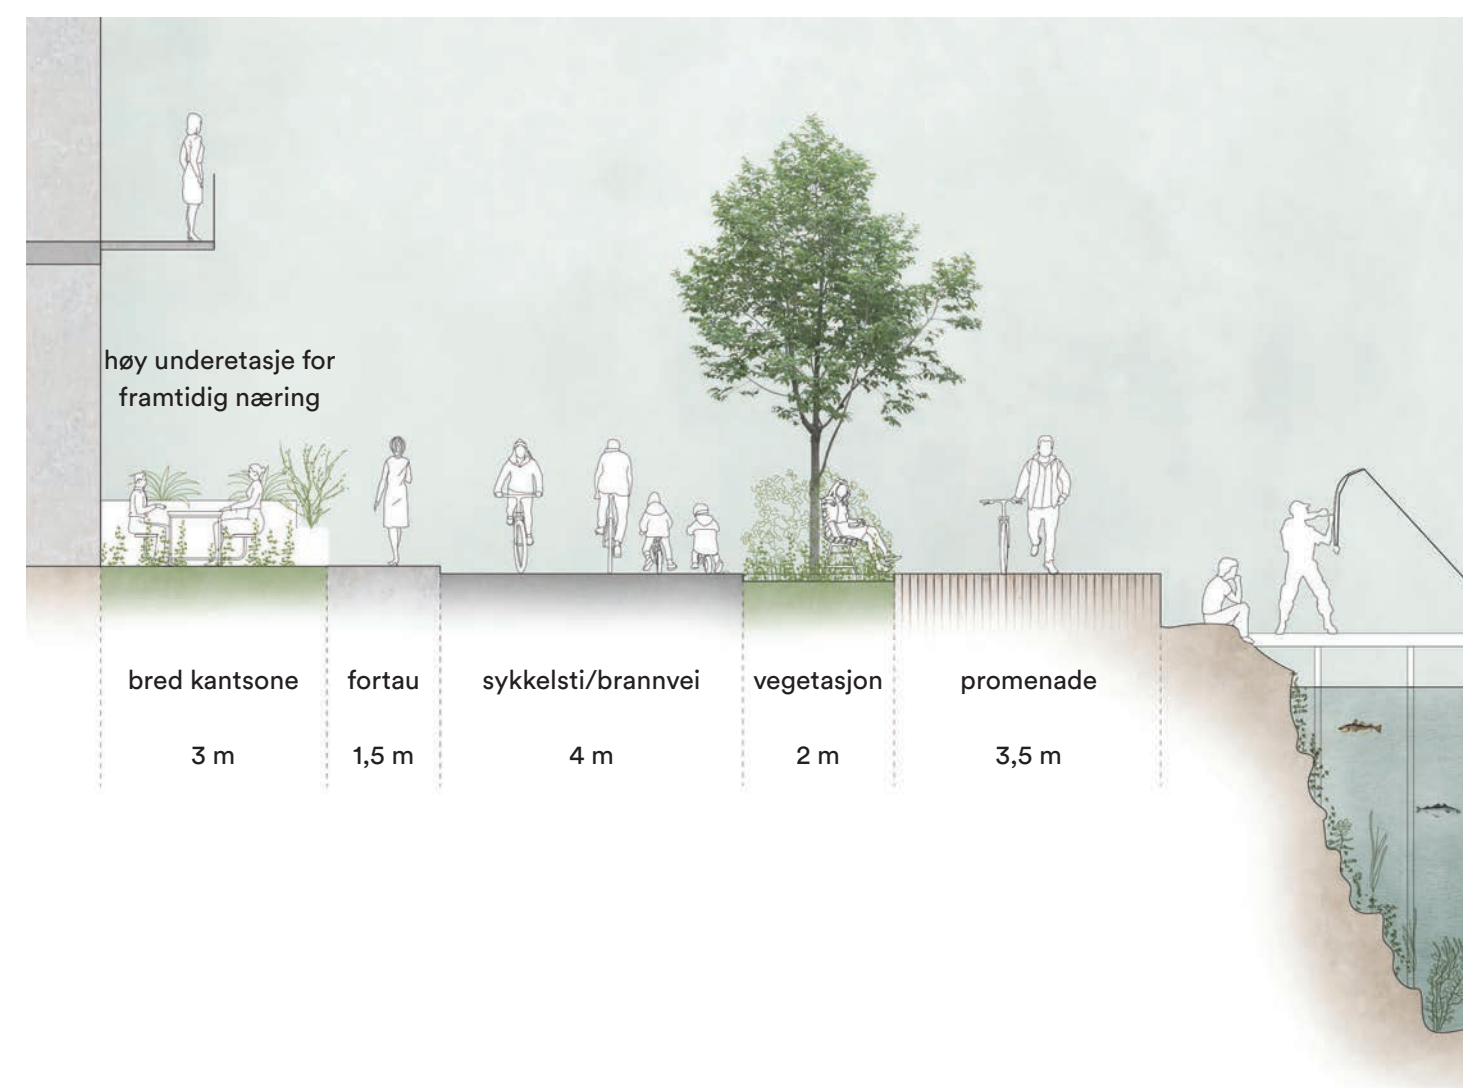 høy underetasje for
framtidig næring
bred kantsone
fortau
sykkelsti/brannvei
vegetasjon
promenade
3 m
1,5 m
4 m
2 m
3,5 m